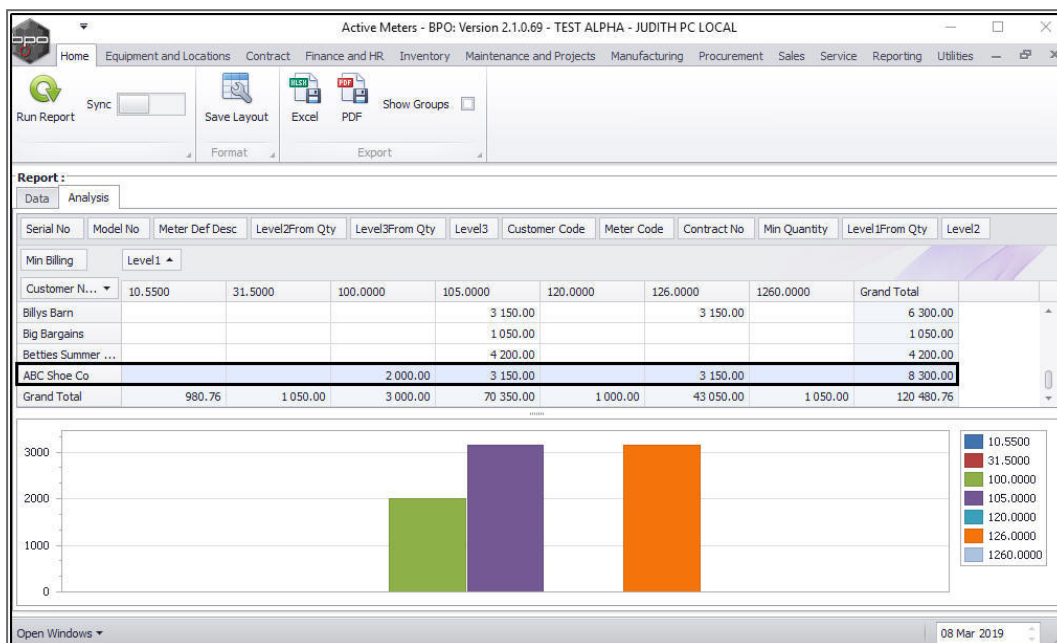 Active Meters - BPO: Version 2.1.0.69 - TEST ALPHA - JUDITH PC LOCAL
bpo
Home Equipment and Locations Contract Finance and HR Inventory Maintenance and Projects Manufacturing Procurement Sales Service Reporting Utilities
XLSX PDF
Sync Show Groups
Run Report Save Layout Excel PDF
Format Export
Report :
Data Analysis
Serial No Model No Meter Def Desc Level2From Qty Level3From Qty Level3 Customer Code Meter Code Contract No Min Quantity Level1From Qty Level2
Min Billing Level1
Customer N... 10.5500 31.5000 100.0000 105.0000 120.0000 126.0000 1260.0000 Grand Total
Billys Barn 3 150.00 3 150.00 6 300.00
Big Bargains 1 050.00 1 050.00
Betties Summer ... 4 200.00 4 200.00
ABC Shoe Co 2 000.00 3 150.00 3 150.00 8 300.00
Grand Total 980.76 1 050.00 3 000.00 70 350.00 1 000.00 43 050.00 1 050.00 120 480.76
3000
2000
1000
0
10.5500
31.5000
100.0000
105.0000
120.0000
126.0000
1260.0000
Open Windows 08 Mar 2019